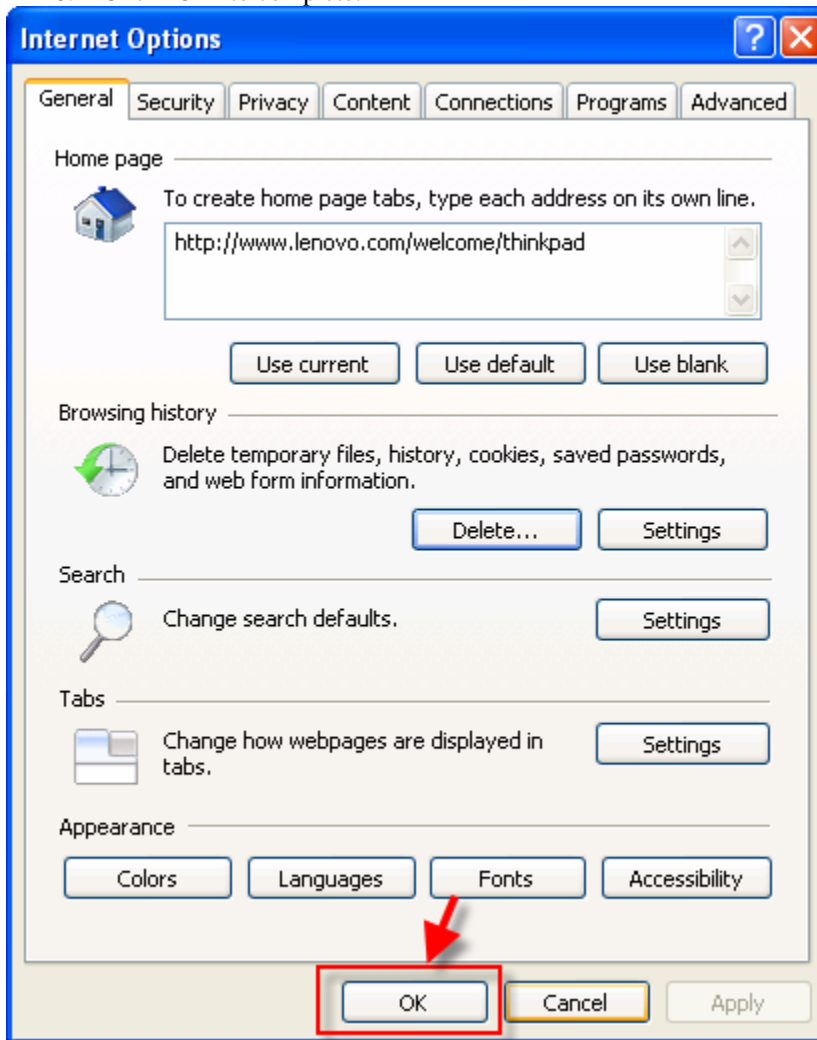 Internet Options
General Security Privacy Content Connections Programs Advanced
Home page
To create home page tabs, type each address on its own line.
http://www.lenovo.com/welcome/thinkpad
Use current Use default Use blank
Browsing history
Delete temporary files, history, cookies, saved passwords,
and web form information.
Delete... Settings
Search
Change search defaults. Settings
Tabs
Change how webpages are displayed in
tabs.
Settings
Appearance
Colors Languages Fonts Accessibility
OK Cancel Apply